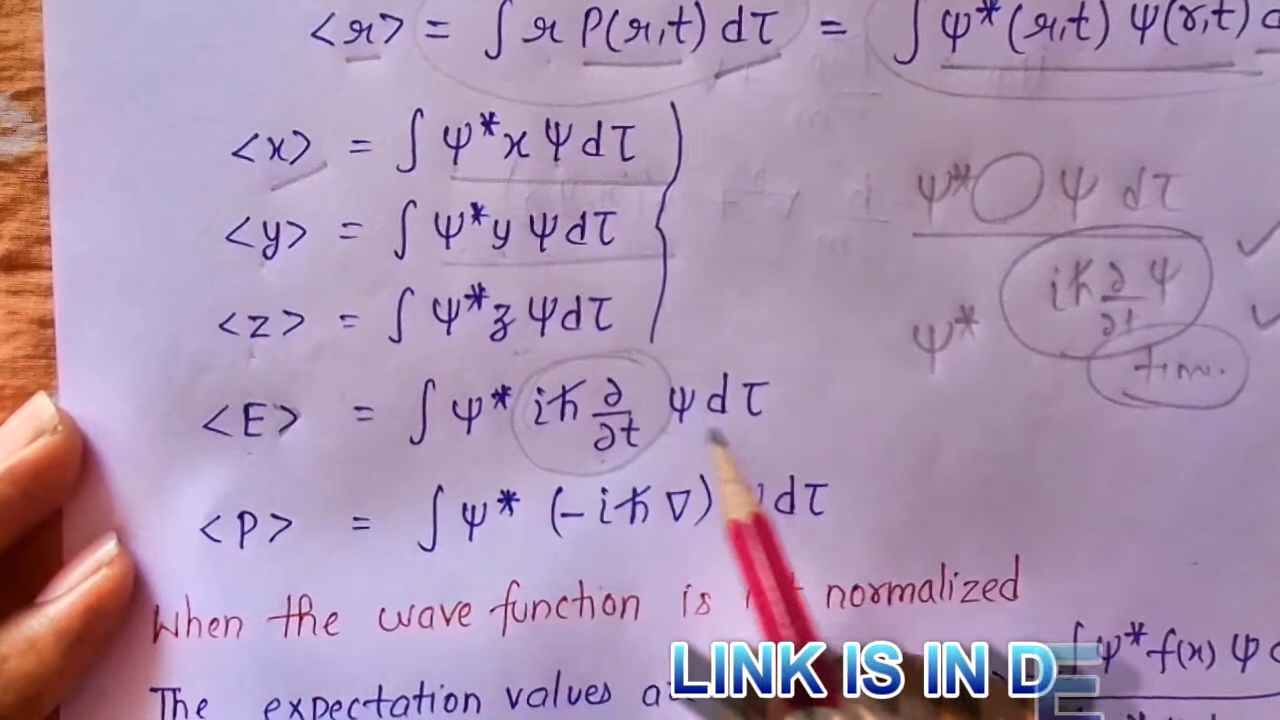 <r> = ∫ r P(r,t) dτ = ∫ ψ*(r,t) ψ(r,t)
<x> = ∫ ψ* x ψ dτ
<y> = ∫ ψ* y ψ dτ
<z> = ∫ ψ* z ψ dτ
<E> = ∫ ψ* iℏ ∂/∂t ψ dτ
<P> = ∫ ψ* (-iℏ ∇) dτ
ψ* ψ dτ
ψ* iℏ ∂/∂t ψ
When the wave function is normalized
∫ ψ* f(x) ψ
The expectation values
LINK IS IN DE